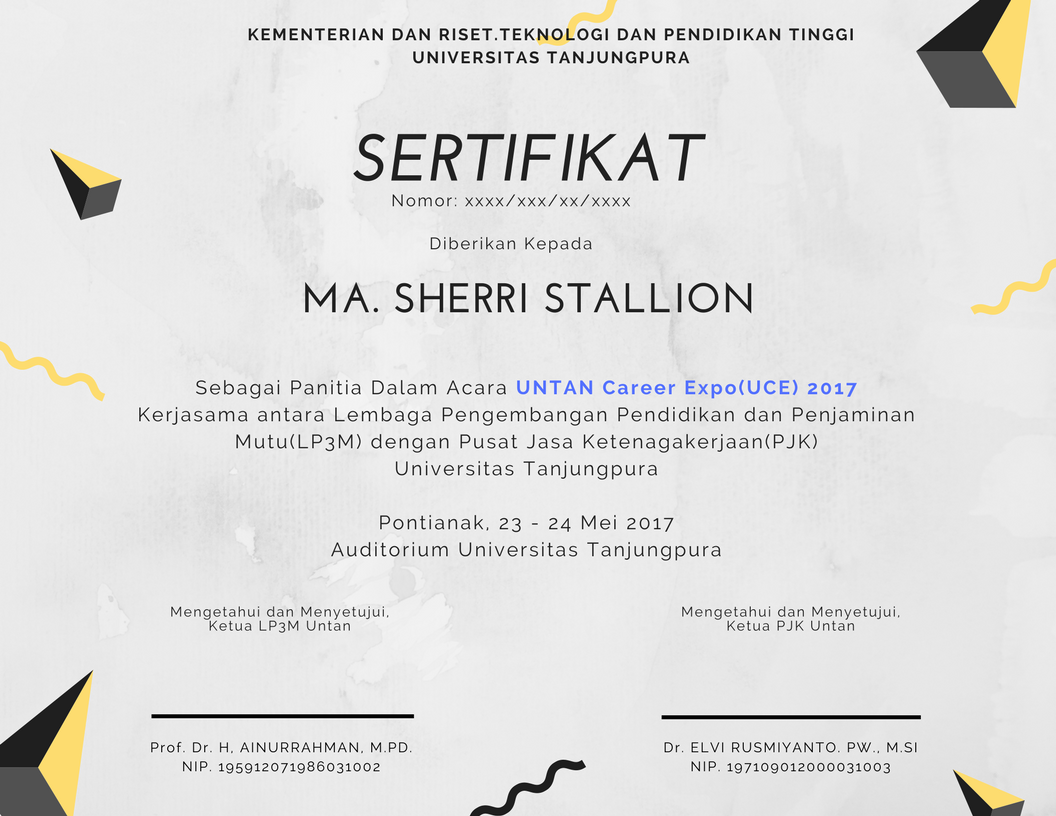 KEMENTERIAN DAN RISET.TEKNOLOGI DAN PENDIDIKAN TINGGI
UNIVERSITAS TANJUNGPURA
SERTIFIKAT
Nomor: xxxx/xxx/xx/xxxx
Diberikan Kepada
MA. SHERRI STALLION
Sebagai Panitia Dalam Acara UNTAN Career Expo(UCE) 2017
Kerjasama antara Lembaga Pengembangan Pendidikan dan Penjaminan
Mutu(LP3M) dengan Pusat Jasa Ketenagakerjaan(PJK)
Universitas Tanjungpura
Pontianak, 23 - 24 Mei 2017
Auditorium Universitas Tanjungpura
Mengetahui dan Menyetujui,
Ketua LP3M Untan
Prof. Dr. H, AINURRAHMAN, M.PD.
NIP. 195912071986031002
Mengetahui dan Menyetujui,
Ketua PJK Untan
Dr. ELVI RUSMIYANTO. PW., M.SI
NIP. 197109012000031003